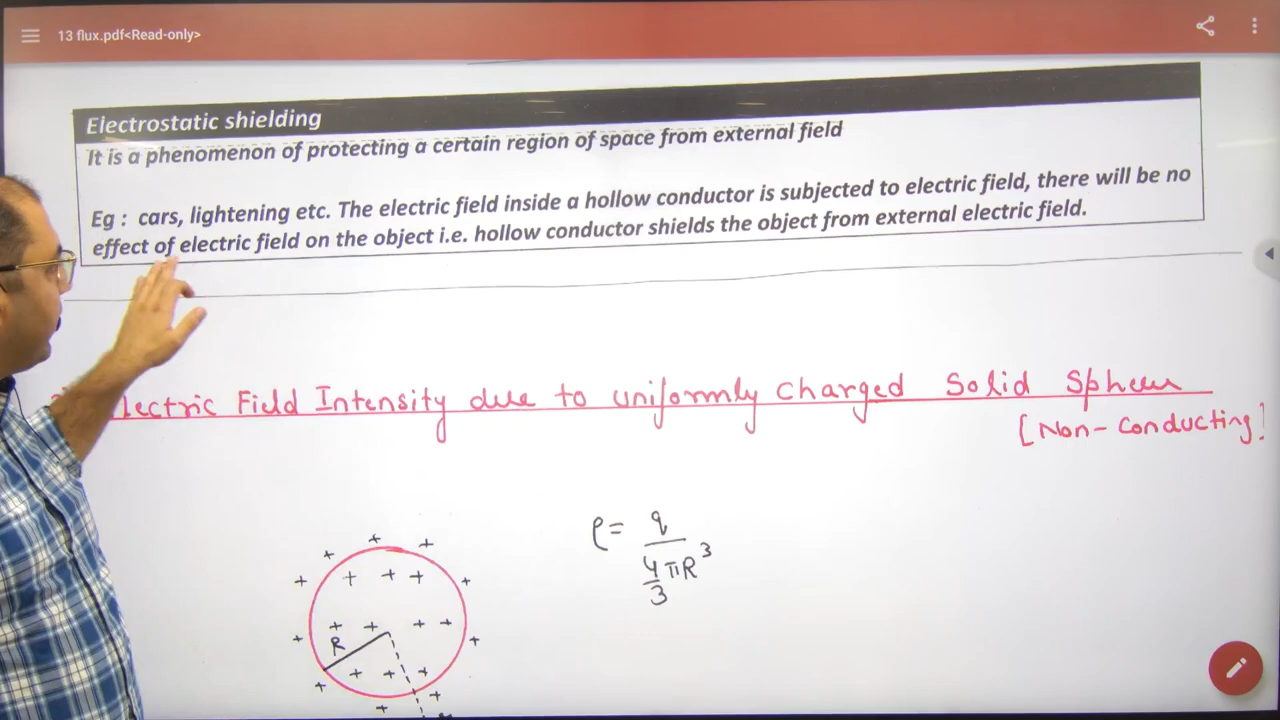 13 flux.pdf<Read-only>
Electrostatic shielding
It is a phenomenon of protecting a certain region of space from external field
Eg : cars, lightening etc. The electric field inside a hollow conductor is subjected to electric field, there will be no
effect of electric field on the object i.e. hollow conductor shields the object from external electric field.
lectric Field Intensity due to uniformly charged Solid Sphere
[Non-Conducting]
ρ = q
4/3 πR³
R